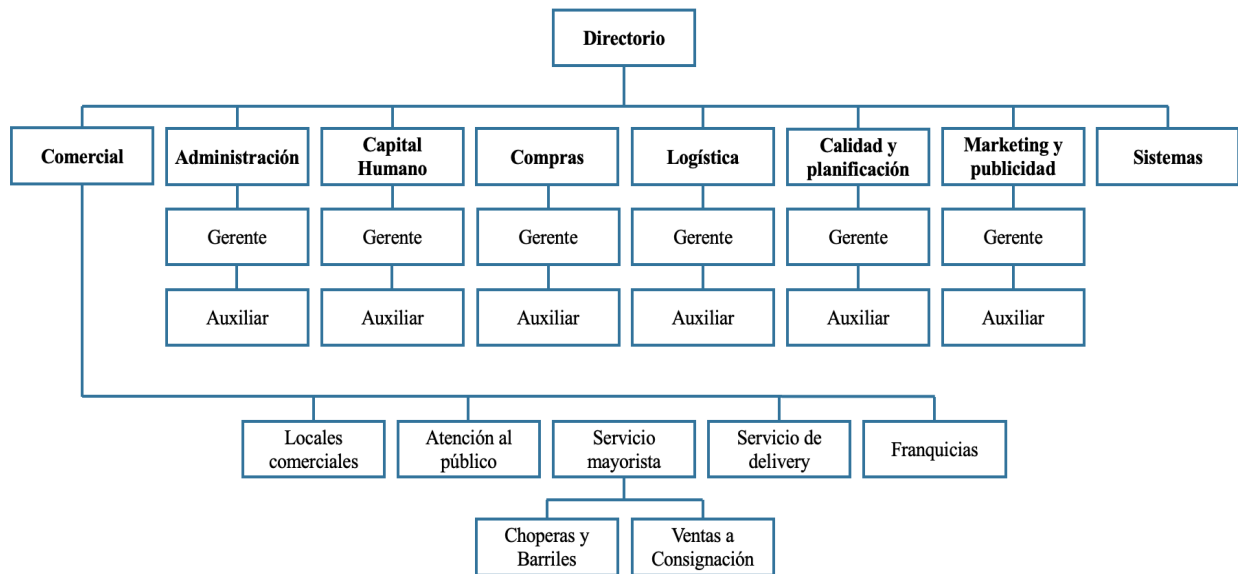 Directorio
Comercial
Administración
Capital
Humano
Compras
Logística
Calidad y
planificación
Marketing y
publicidad
Sistemas
Gerente
Gerente
Gerente
Gerente
Gerente
Gerente
Auxiliar
Auxiliar
Auxiliar
Auxiliar
Auxiliar
Auxiliar
Locales
comerciales
Atención al
público
Servicio
mayorista
Servicio de
delivery
Franquicias
Choperas y
Barriles
Ventas a
Consignación